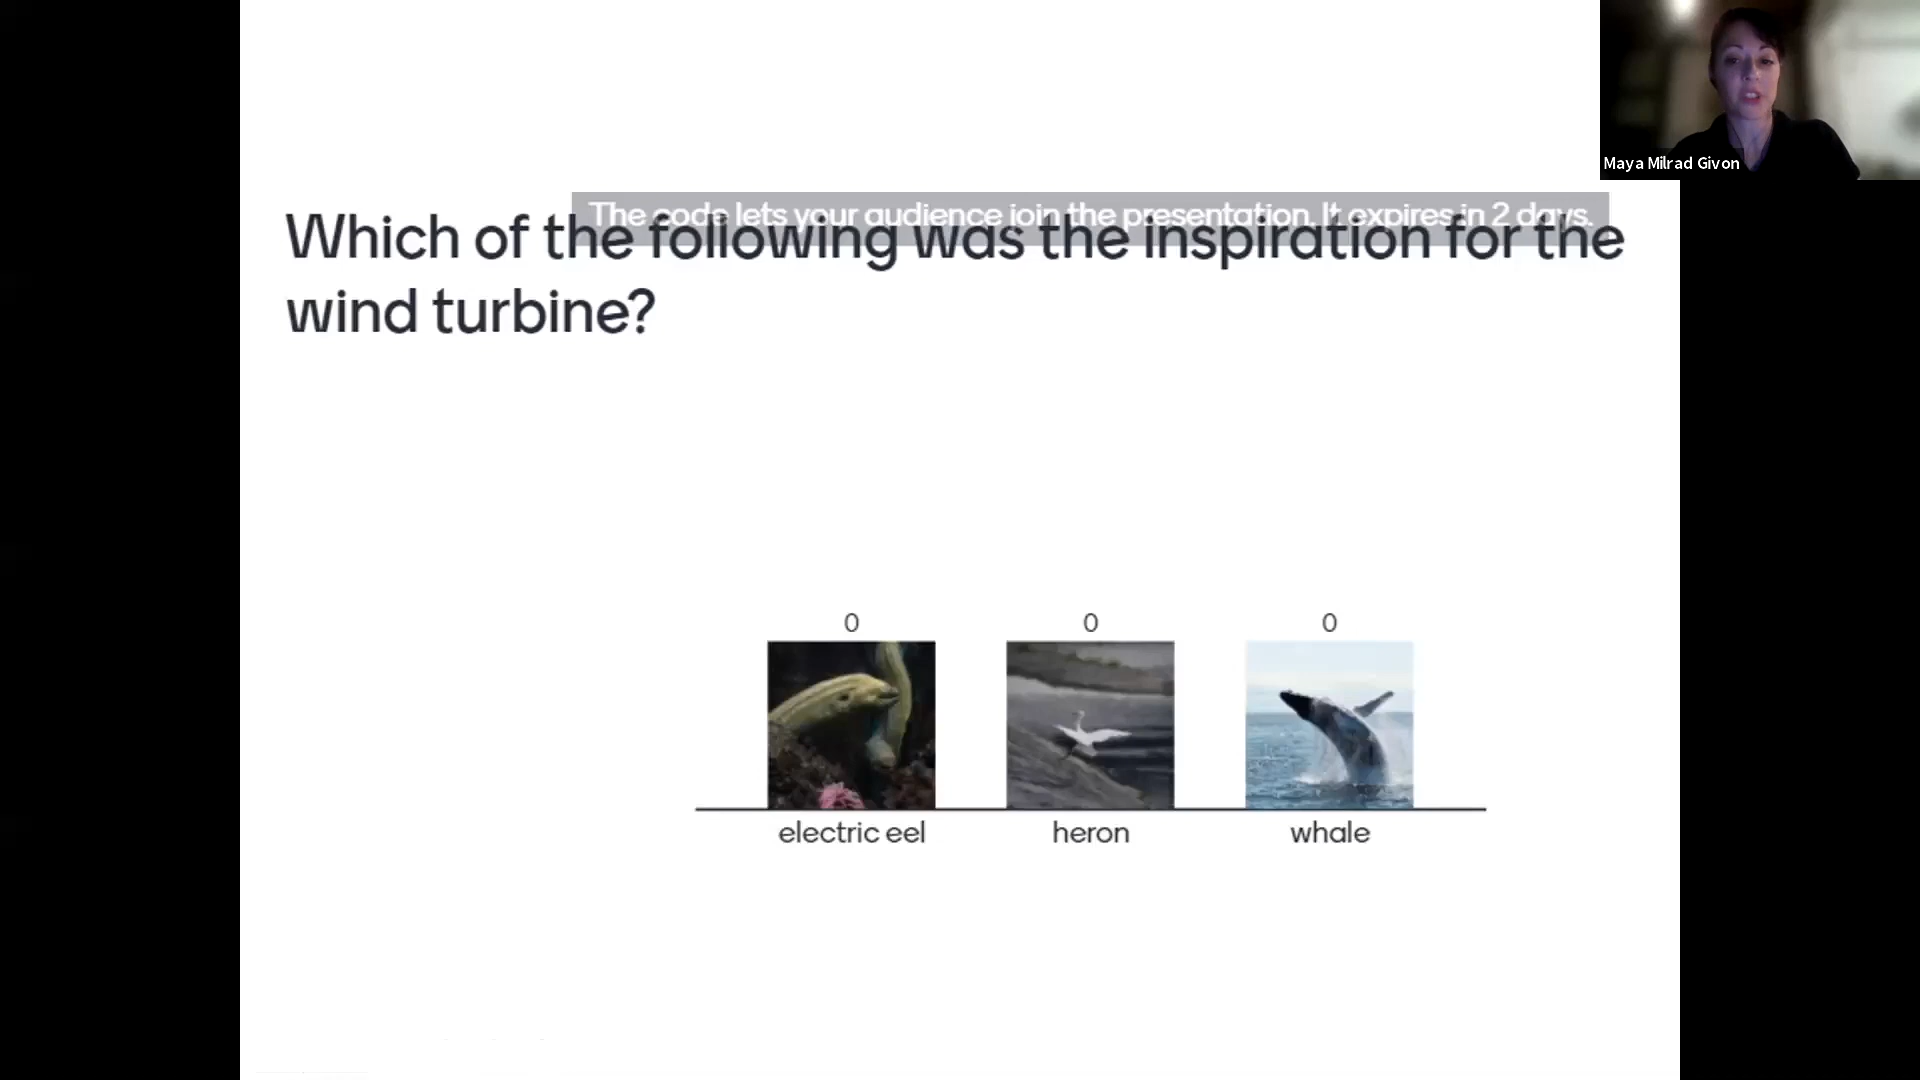 Maya Milrad Givon
The code lets your audience join the presentation. It expires in 2 days.
Which of the following was the inspiration for the
wind turbine?
0 0 0
electric eel heron whale